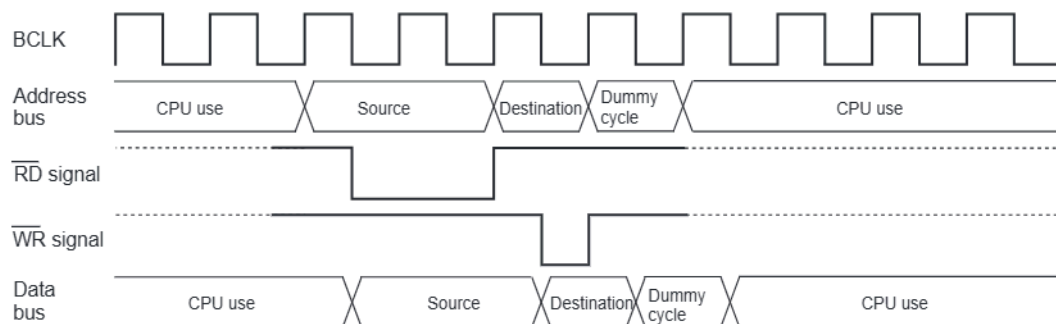 BCLK
Address
bus
CPU use
Source
Destination
Dummy
cycle
CPU use
RD signal
WR signal
Data
bus
CPU use
Source
Destination
Dummy
cycle
CPU use